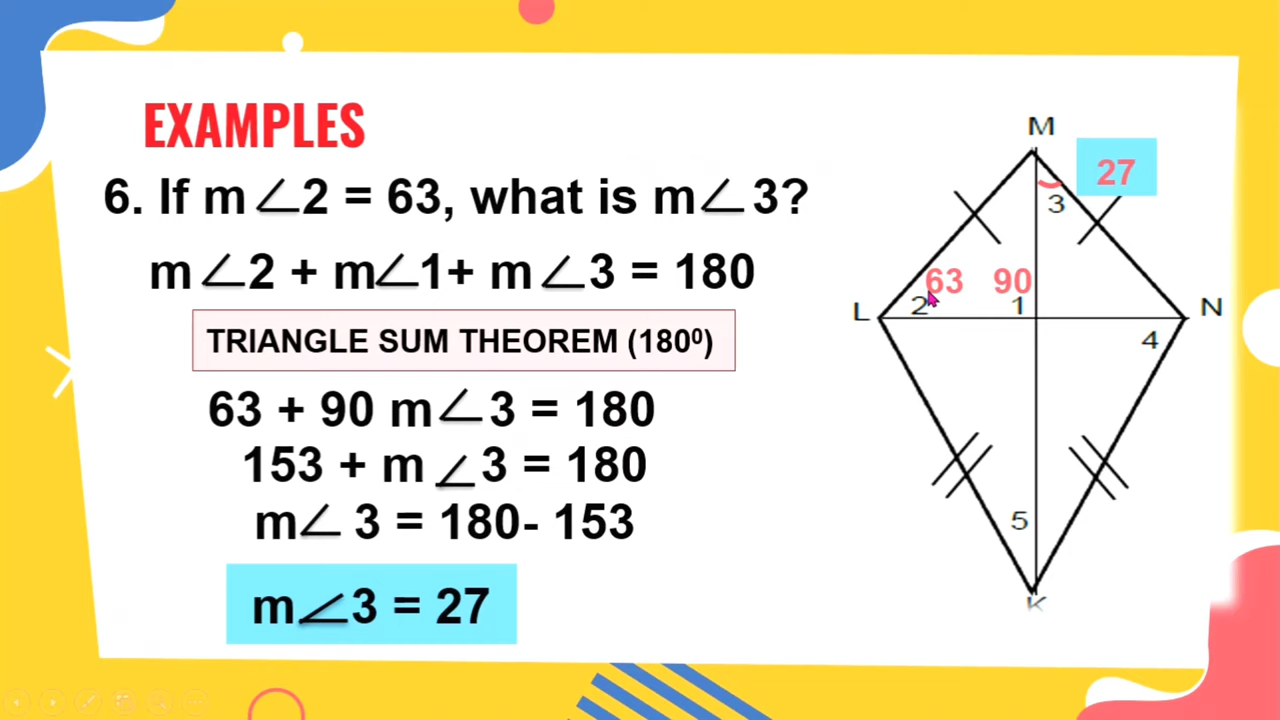 EXAMPLES
6. If m∠2 = 63, what is m∠3?
m∠2 + m∠1+ m∠3 = 180
TRIANGLE SUM THEOREM (180⁰)
63 + 90 m∠3 = 180
153 + m∠3 = 180
m∠ 3 = 180- 153
m∠3 = 27
M
27
3
63 90
L 2 1 N
4
5
K